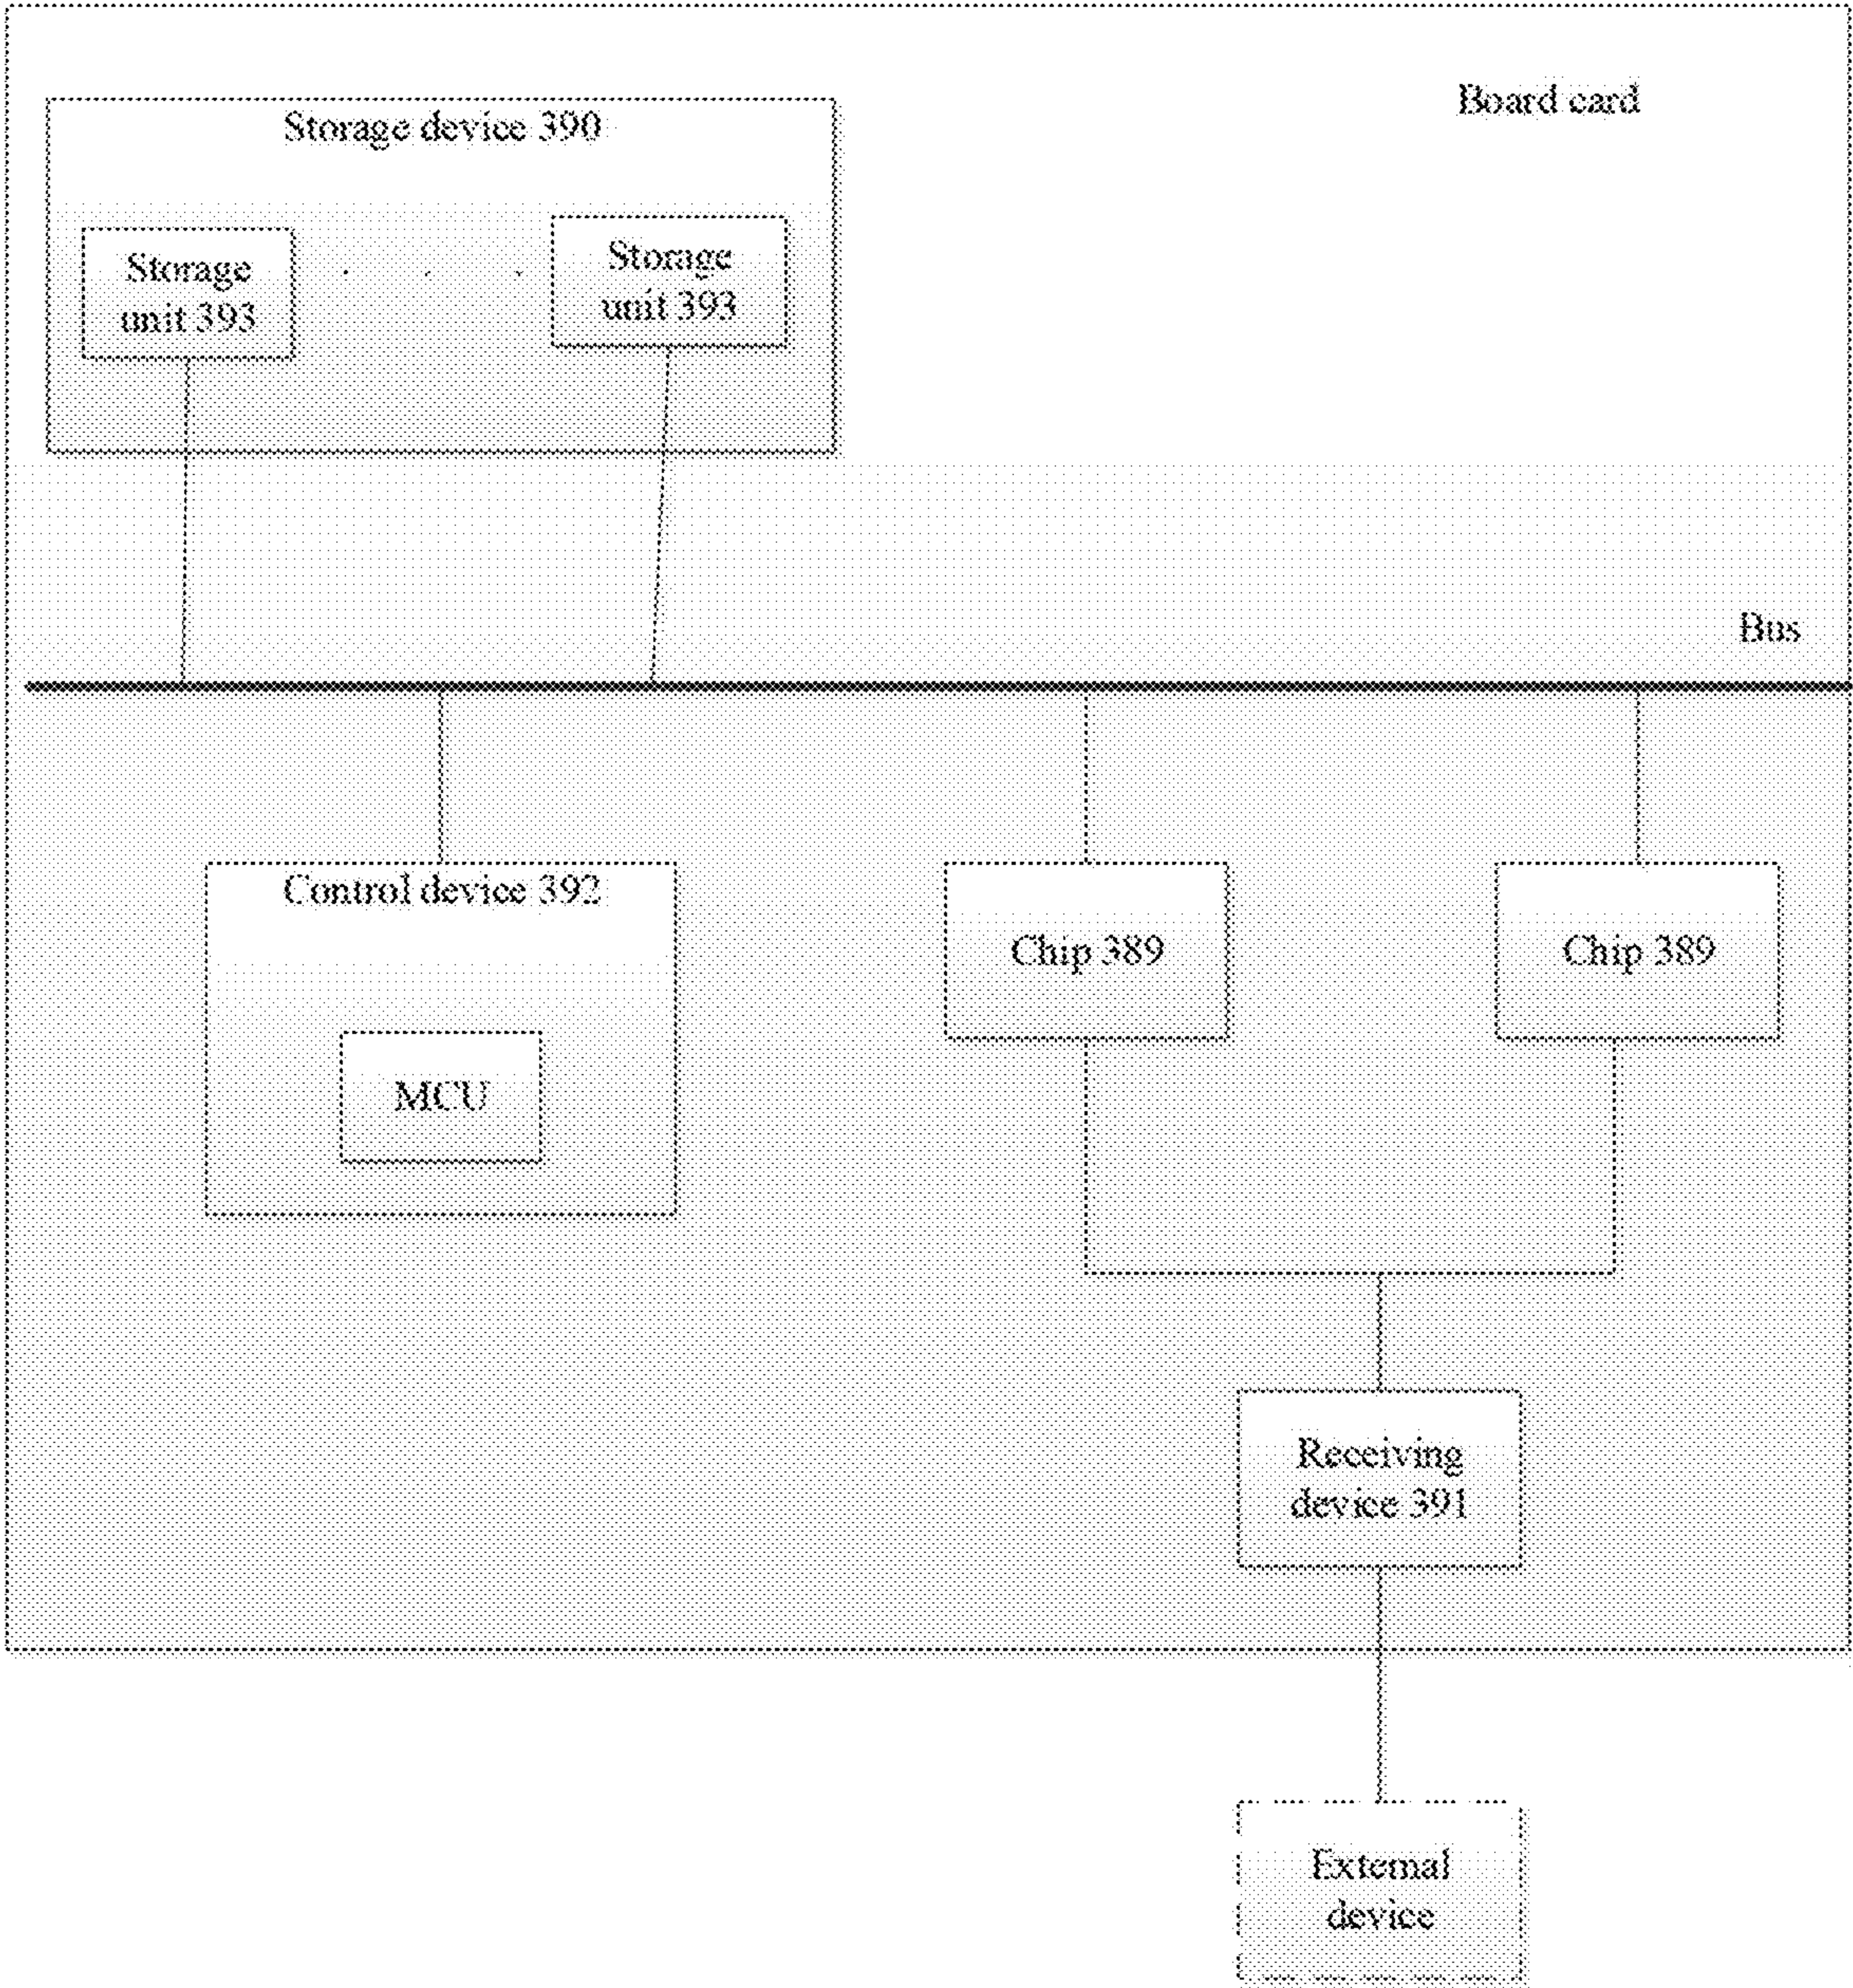 Board card
Storage device 390
Storage
unit 393
. . .
Storage
unit 393
Bus
Control device 392
MCU
Chip 389
Chip 389
Receiving
device 391
External
device